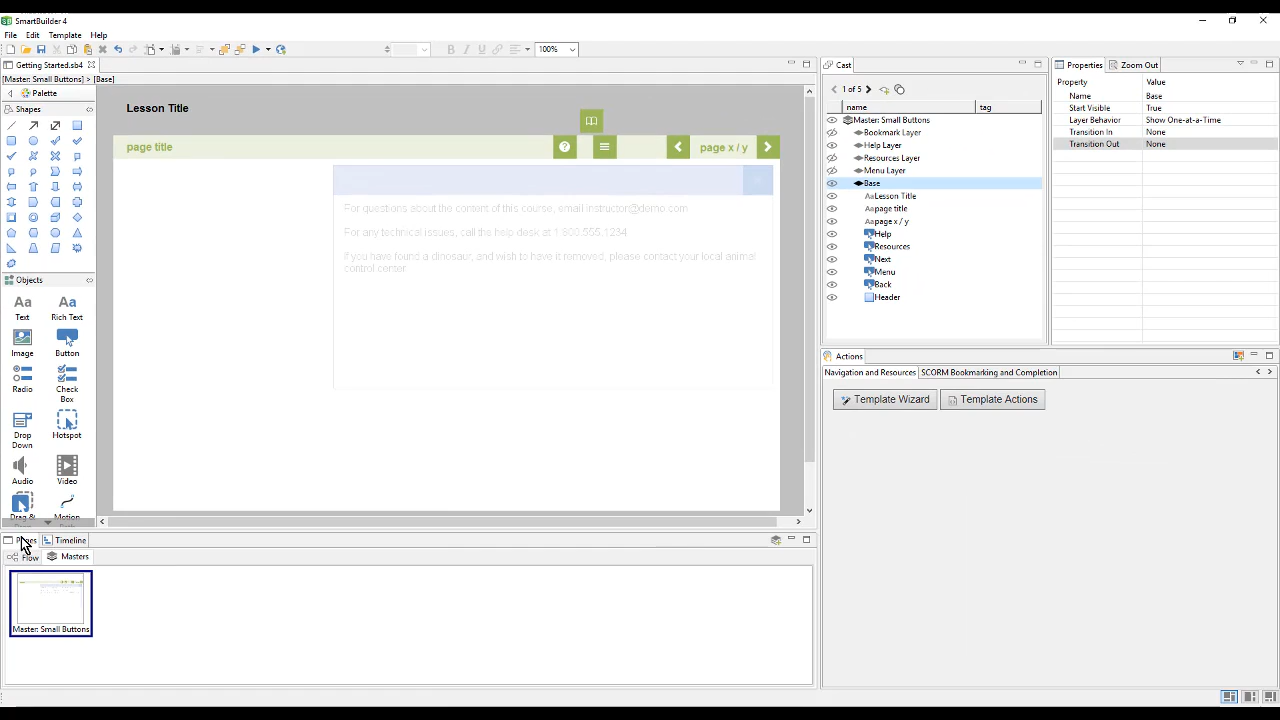 SmartBuilder 4
File Edit Template Help
100%
Getting Started.sb4
[Master: Small Buttons] > [Base]
Palette
Shapes
Objects
Text Rich Text
Image Button
Radio Check Box
Drop Down Hotspot
Audio Video
Drag & Motion
Lesson Title
page title
page x / y
For questions about the content of this course, email instructor@demo.com
For any technical issues, call the help desk at 1.800.555.1234
If you have found a dinosaur, and wish to have it removed, please contact your local animal
control center
Pages Timeline
Flow Masters
Master: Small Buttons
Cast
1 of 5
name tag
Master: Small Buttons
Bookmark Layer
Help Layer
Resources Layer
Menu Layer
Base
Lesson Title
page title
page x / y
Help
Resources
Next
Menu
Back
Header
Properties Zoom Out
Property Value
Name Base
Start Visible True
Layer Behavior Show One-at-a-Time
Transition In None
Transition Out None
Actions
Navigation and Resources SCORM Bookmarking and Completion
Template Wizard Template Actions